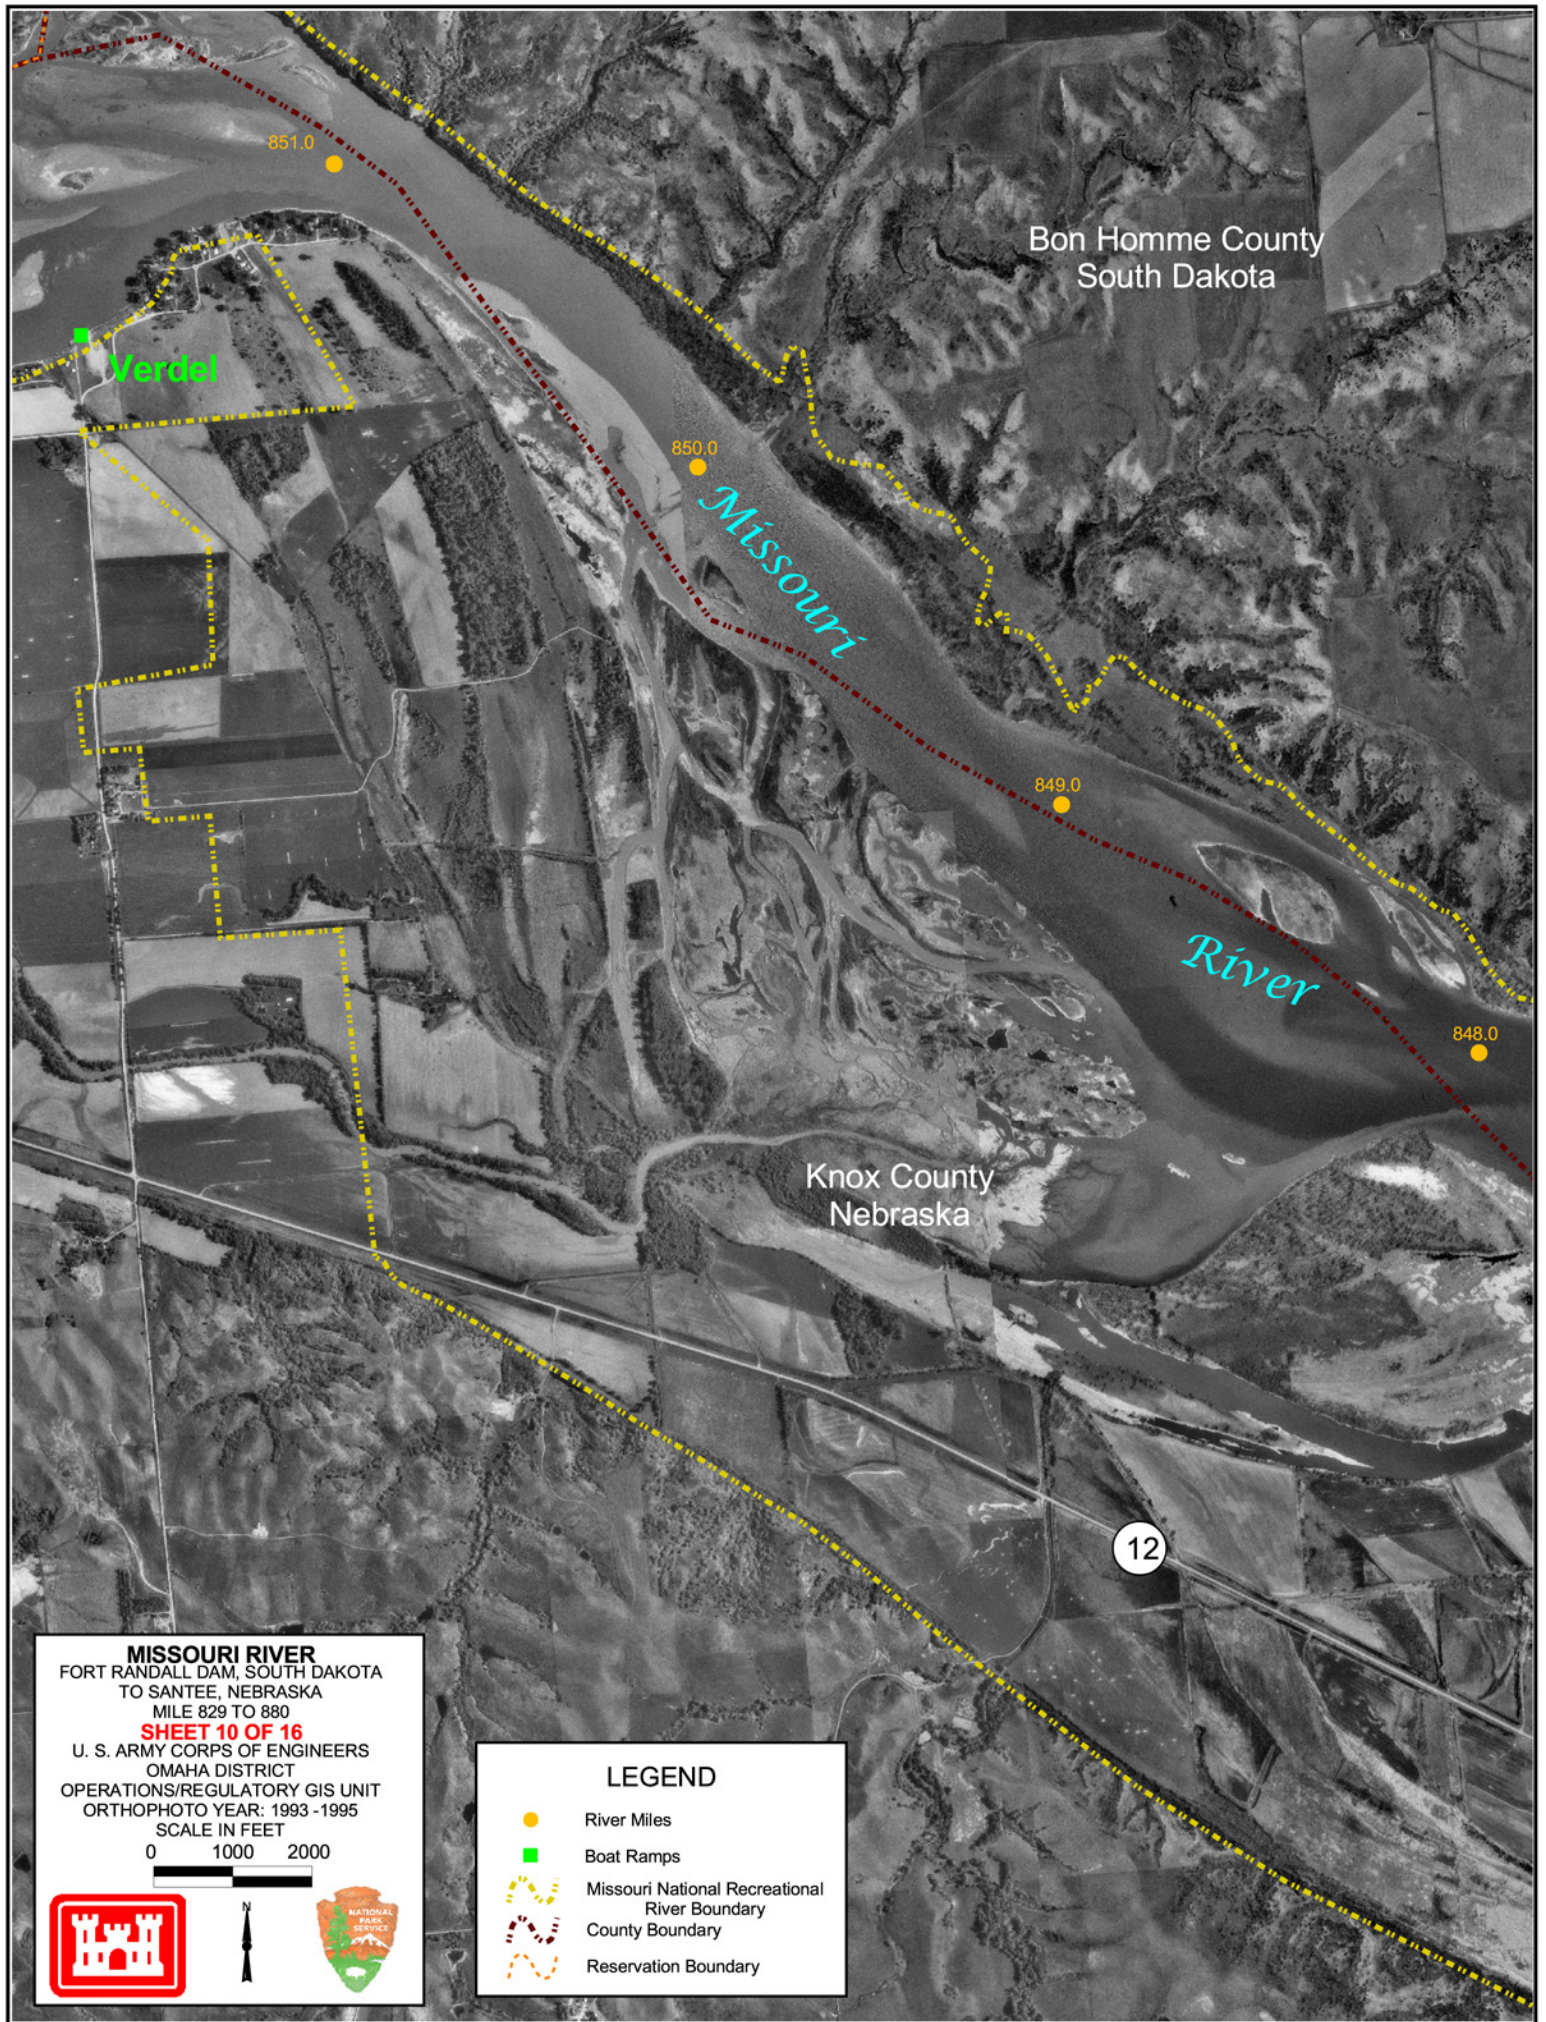 851.0
Bon Homme County
South Dakota
Verdel
850.0
Missouri
849.0
River
848.0
Knox County
Nebraska
12
MISSOURI RIVER
FORT RANDALL DAM, SOUTH DAKOTA
TO SANTEE, NEBRASKA
MILE 829 TO 880
SHEET 10 OF 16
U. S. ARMY CORPS OF ENGINEERS
OMAHA DISTRICT
OPERATIONS/REGULATORY GIS UNIT
ORTHOPHOTO YEAR: 1993 -1995
SCALE IN FEET
0 1000 2000
N
NATIONAL
PARK
SERVICE
LEGEND
River Miles
Boat Ramps
Missouri National Recreational
River Boundary
County Boundary
Reservation Boundary